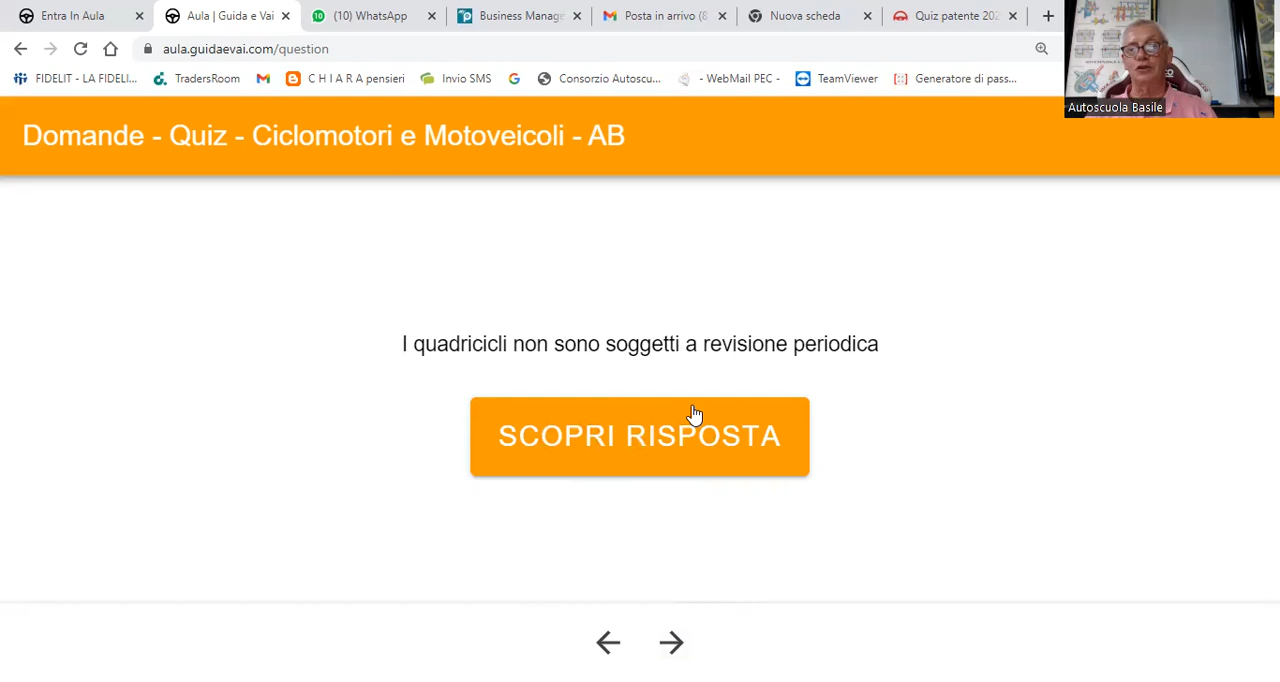 Entra In Aula
Aula | Guida e Vai
(10) WhatsApp
Business Manage
Posta in arrivo (8
Nuova scheda
Quiz patente 202
aula.guidaevai.com/question
FIDELIT - LA FIDELI...
TradersRoom
C H I A R A pensieri
Invio SMS
Consorzio Autoscu...
- WebMail PEC -
TeamViewer
Generatore di pass...
Autoscuola Basile
Domande - Quiz - Ciclomotori e Motoveicoli - AB
I quadricicli non sono soggetti a revisione periodica
SCOPRI RISPOSTA